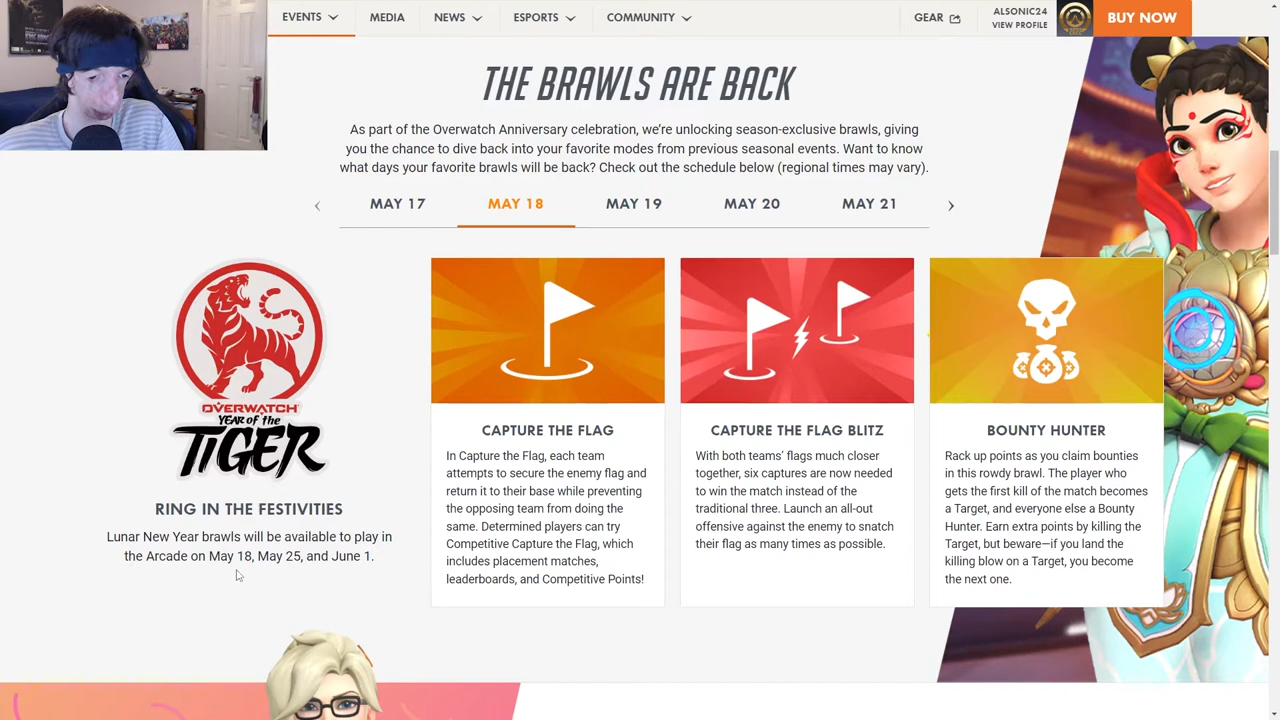 EVENTS
MEDIA
NEWS
ESPORTS
COMMUNITY
GEAR
ALSONIC24
VIEW PROFILE
BUY NOW
THE BRAWLS ARE BACK
As part of the Overwatch Anniversary celebration, we're unlocking season-exclusive brawls, giving
you the chance to dive back into your favorite modes from previous seasonal events. Want to know
what days your favorite brawls will be back? Check out the schedule below (regional times may vary).
MAY 17
MAY 18
MAY 19
MAY 20
MAY 21
OVERWATCH
YEAR of the
TIGER
RING IN THE FESTIVITIES
Lunar New Year brawls will be available to play in
the Arcade on May 18, May 25, and June 1.
CAPTURE THE FLAG
In Capture the Flag, each team
attempts to secure the enemy flag and
return it to their base while preventing
the opposing team from doing the
same. Determined players can try
Competitive Capture the Flag, which
includes placement matches,
leaderboards, and Competitive Points!
CAPTURE THE FLAG BLITZ
With both teams' flags much closer
together, six captures are now needed
to win the match instead of the
traditional three. Launch an all-out
offensive against the enemy to snatch
their flag as many times as possible.
BOUNTY HUNTER
Rack up points as you claim bounties
in this rowdy brawl. The player who
gets the first kill of the match becomes
a Target, and everyone else a Bounty
Hunter. Earn extra points by killing the
Target, but beware—if you land the
killing blow on a Target, you become
the next one.